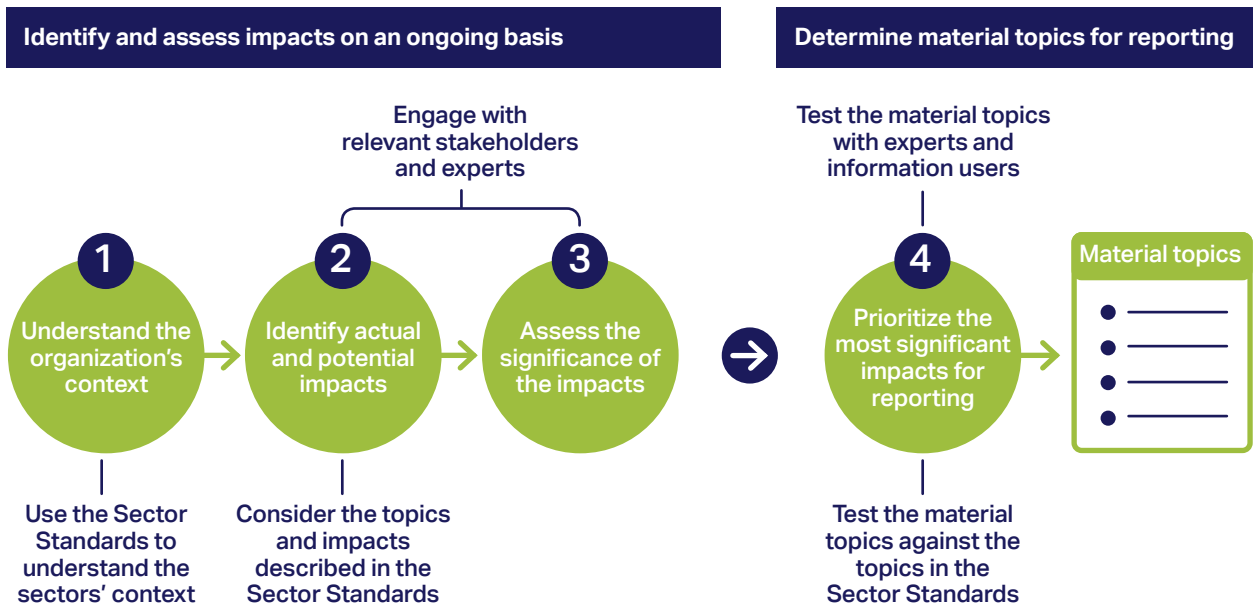 Identify and assess impacts on an ongoing basis
Determine material topics for reporting
Engage with
relevant stakeholders
and experts
Test the material topics
with experts and
information users
1
Understand the
organization's
context
2
Identify actual
and potential
impacts
3
Assess the
significance of
the impacts
4
Prioritize the
most significant
impacts for
reporting
Material topics
Use the Sector
Standards to
understand the
sectors' context
Consider the topics
and impacts
described in the
Sector Standards
Test the material
topics against the
topics in the
Sector Standards